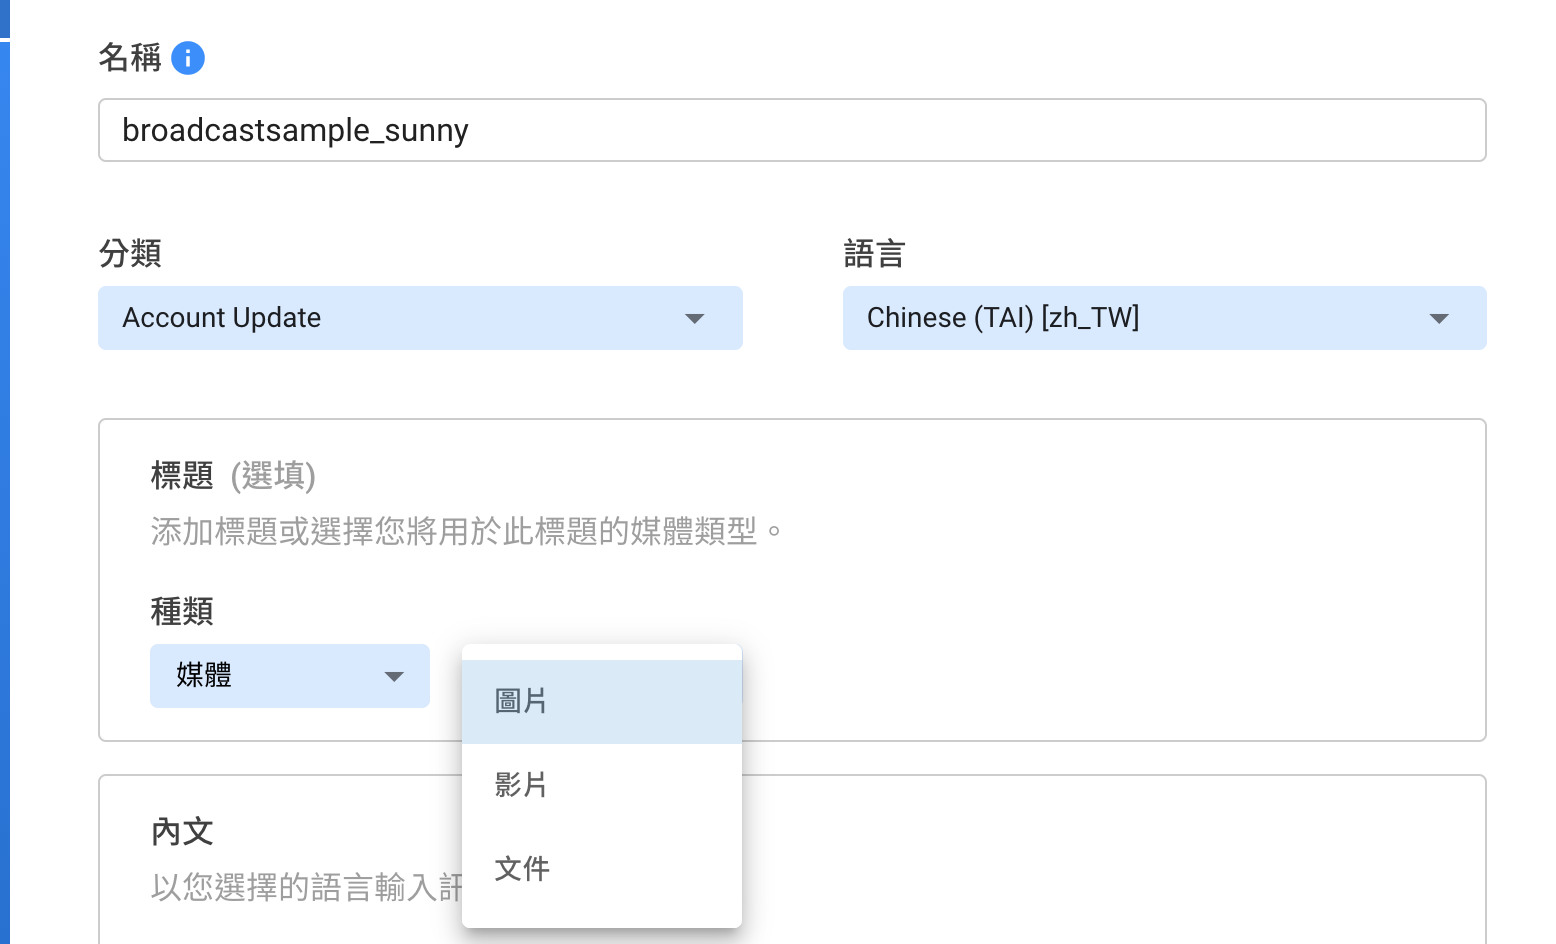 名稱
broadcastsample_sunny
分類
語言
Account Update
Chinese (TAI) [zh_TW]
標題 (選填)
添加標題或選擇您將用於此標題的媒體類型。
種類
媒體
圖片
影片
文件
內文
以您選擇的語言輸入訊